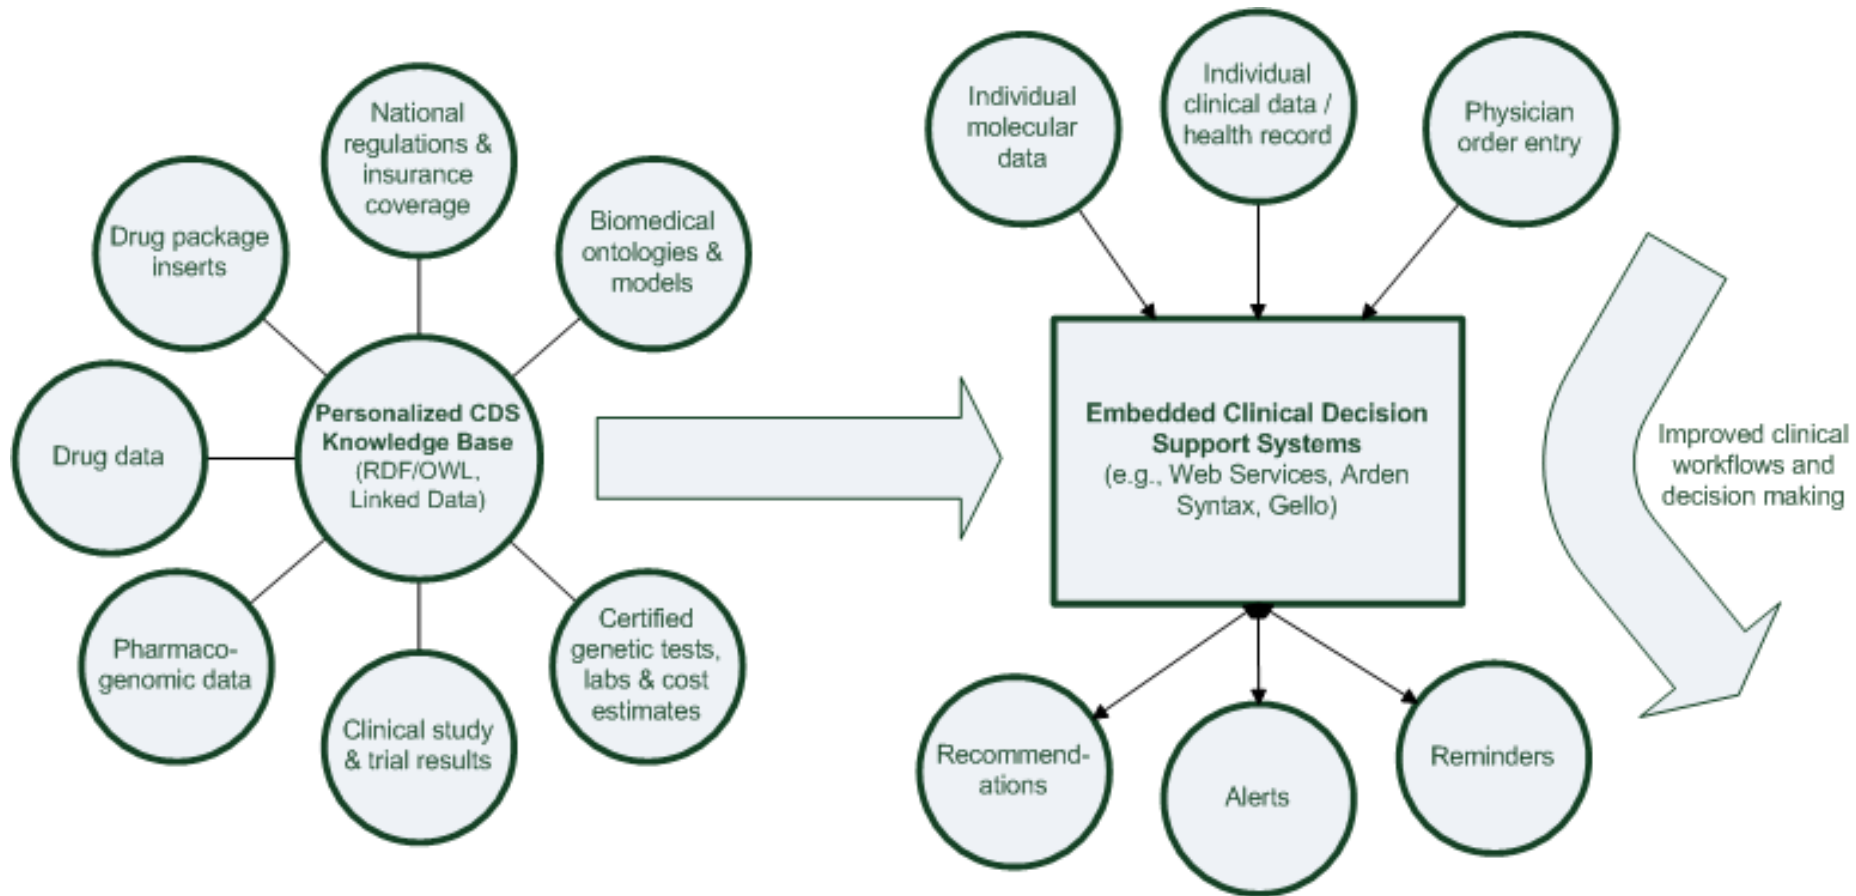 National
regulations &
insurance
coverage
Drug package
inserts
Biomedical
ontologies &
models
Drug data
Personalized CDS
Knowledge Base
(RDF/OWL,
Linked Data)
Pharmaco-
genomic data
Clinical study
& trial results
Certified
genetic tests,
labs & cost
estimates
Individual
molecular
data
Individual
clinical data /
health record
Physician
order entry
Embedded Clinical Decision
Support Systems
(e.g., Web Services, Arden
Syntax, Gello)
Improved clinical
workflows and
decision making
Recommend-
ations
Alerts
Reminders